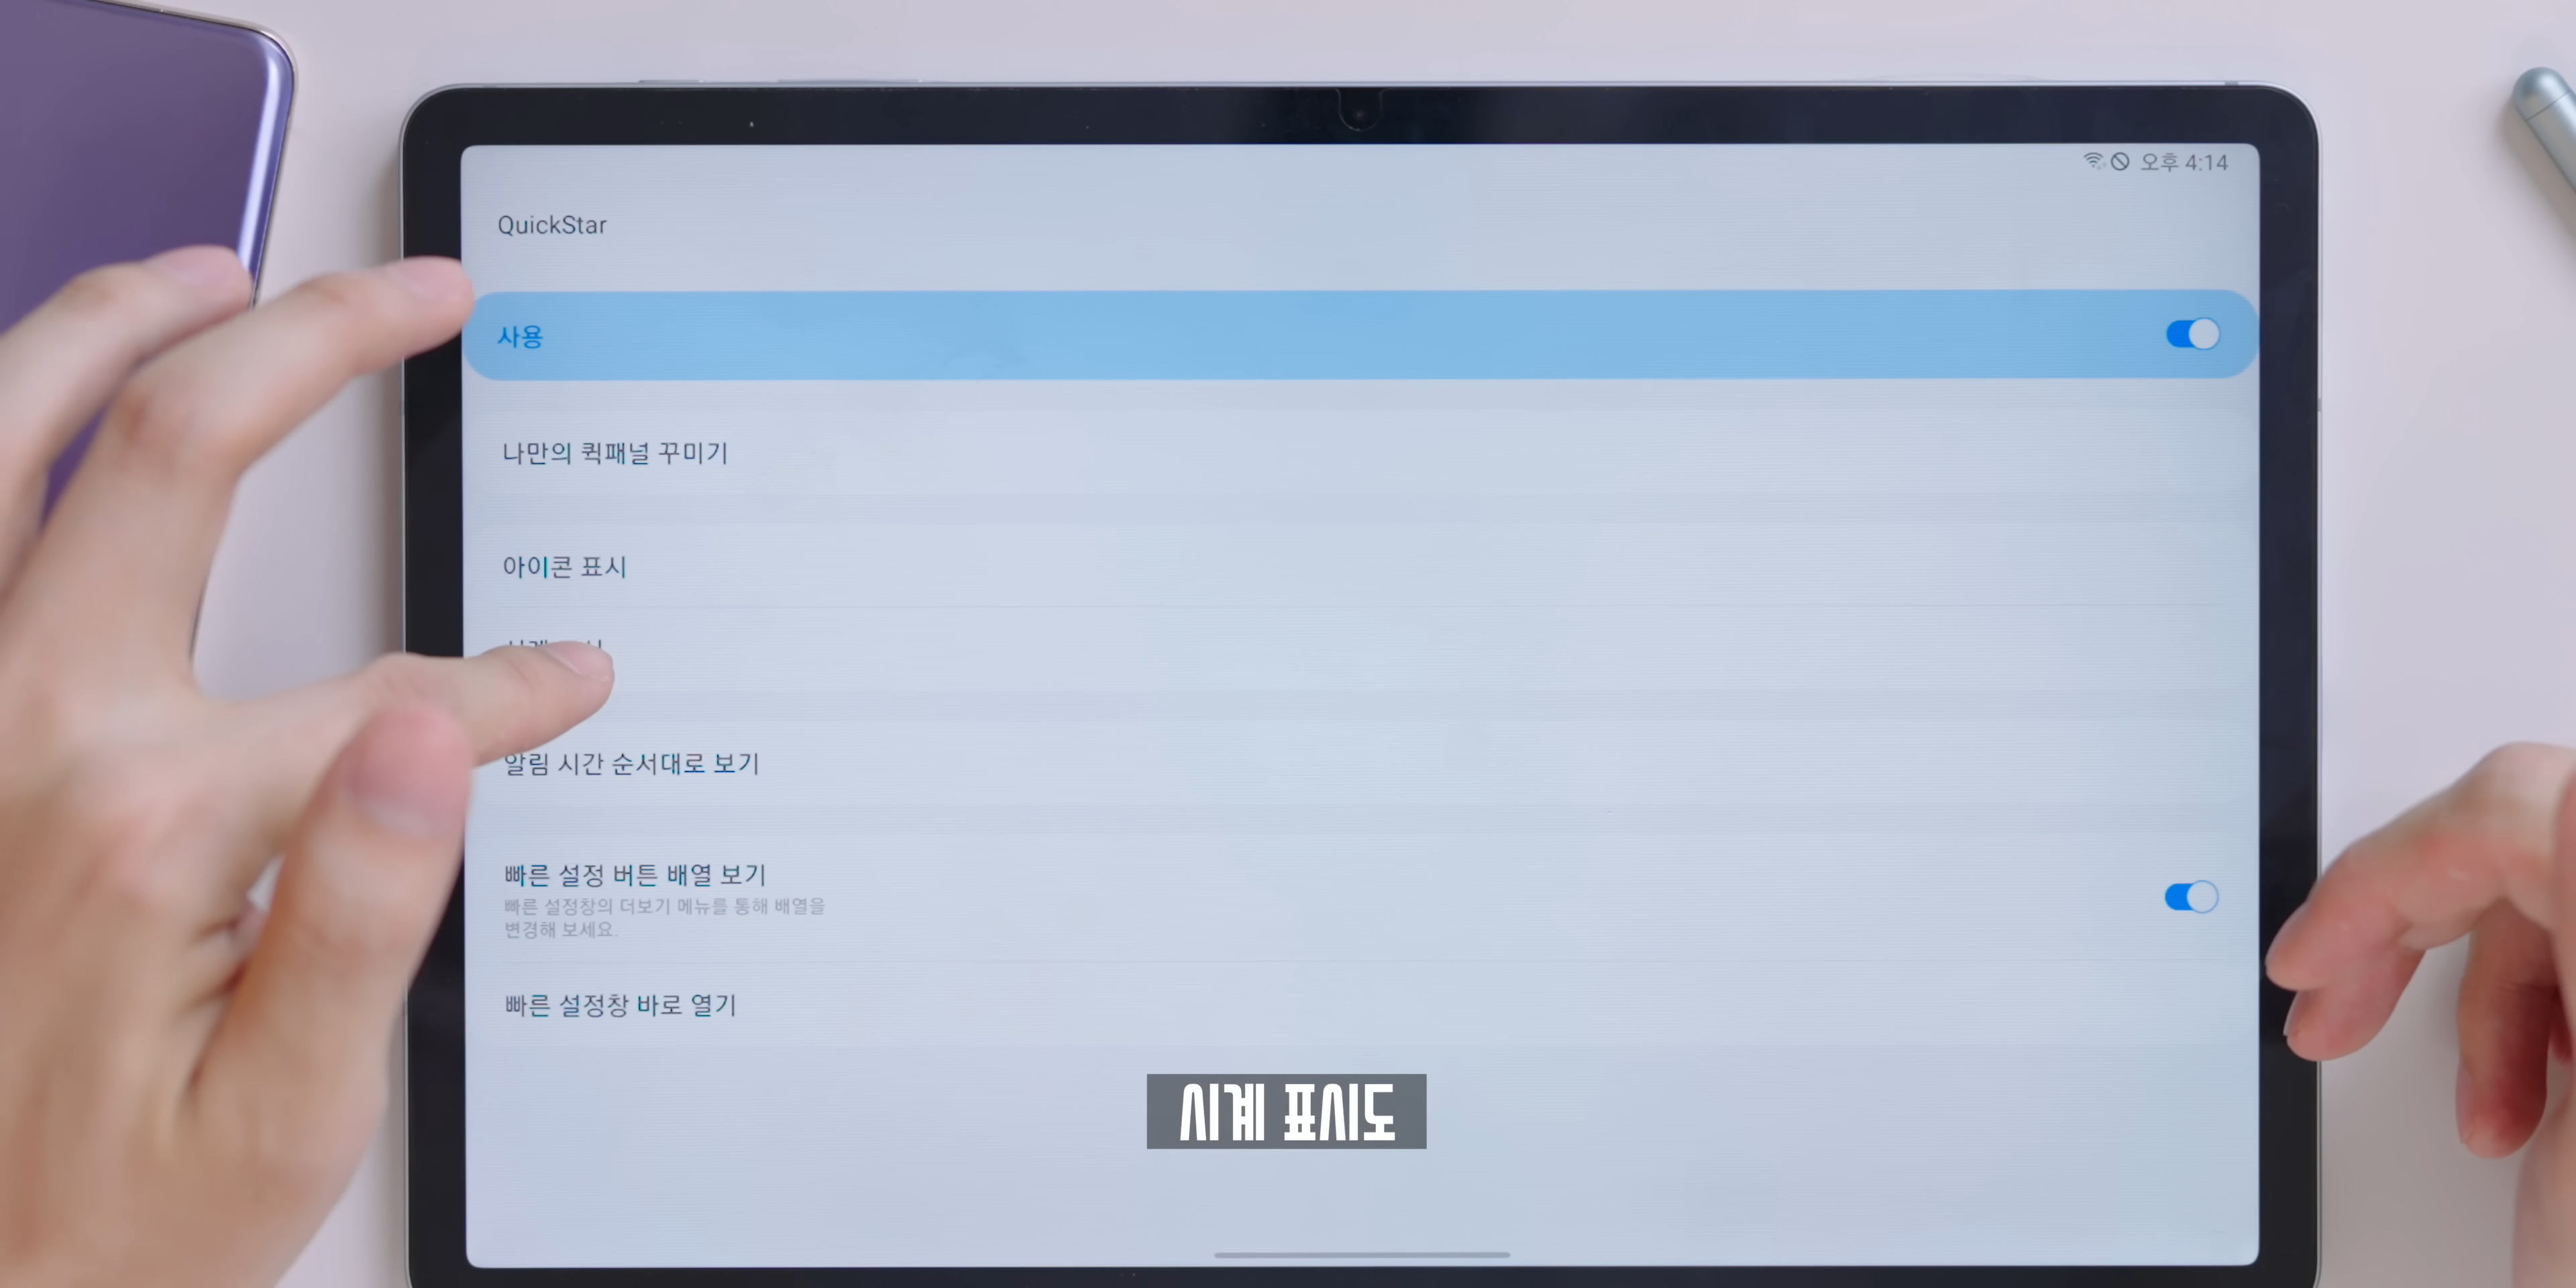 오후 4:14
QuickStar
사용
나만의 퀵패널 꾸미기
아이콘 표시
알림 시간 순서대로 보기
빠른 설정 버튼 배열 보기
빠른 설정창의 더보기 메뉴를 통해 배열을
변경해 보세요.
빠른 설정창 바로 열기
시계 표시도